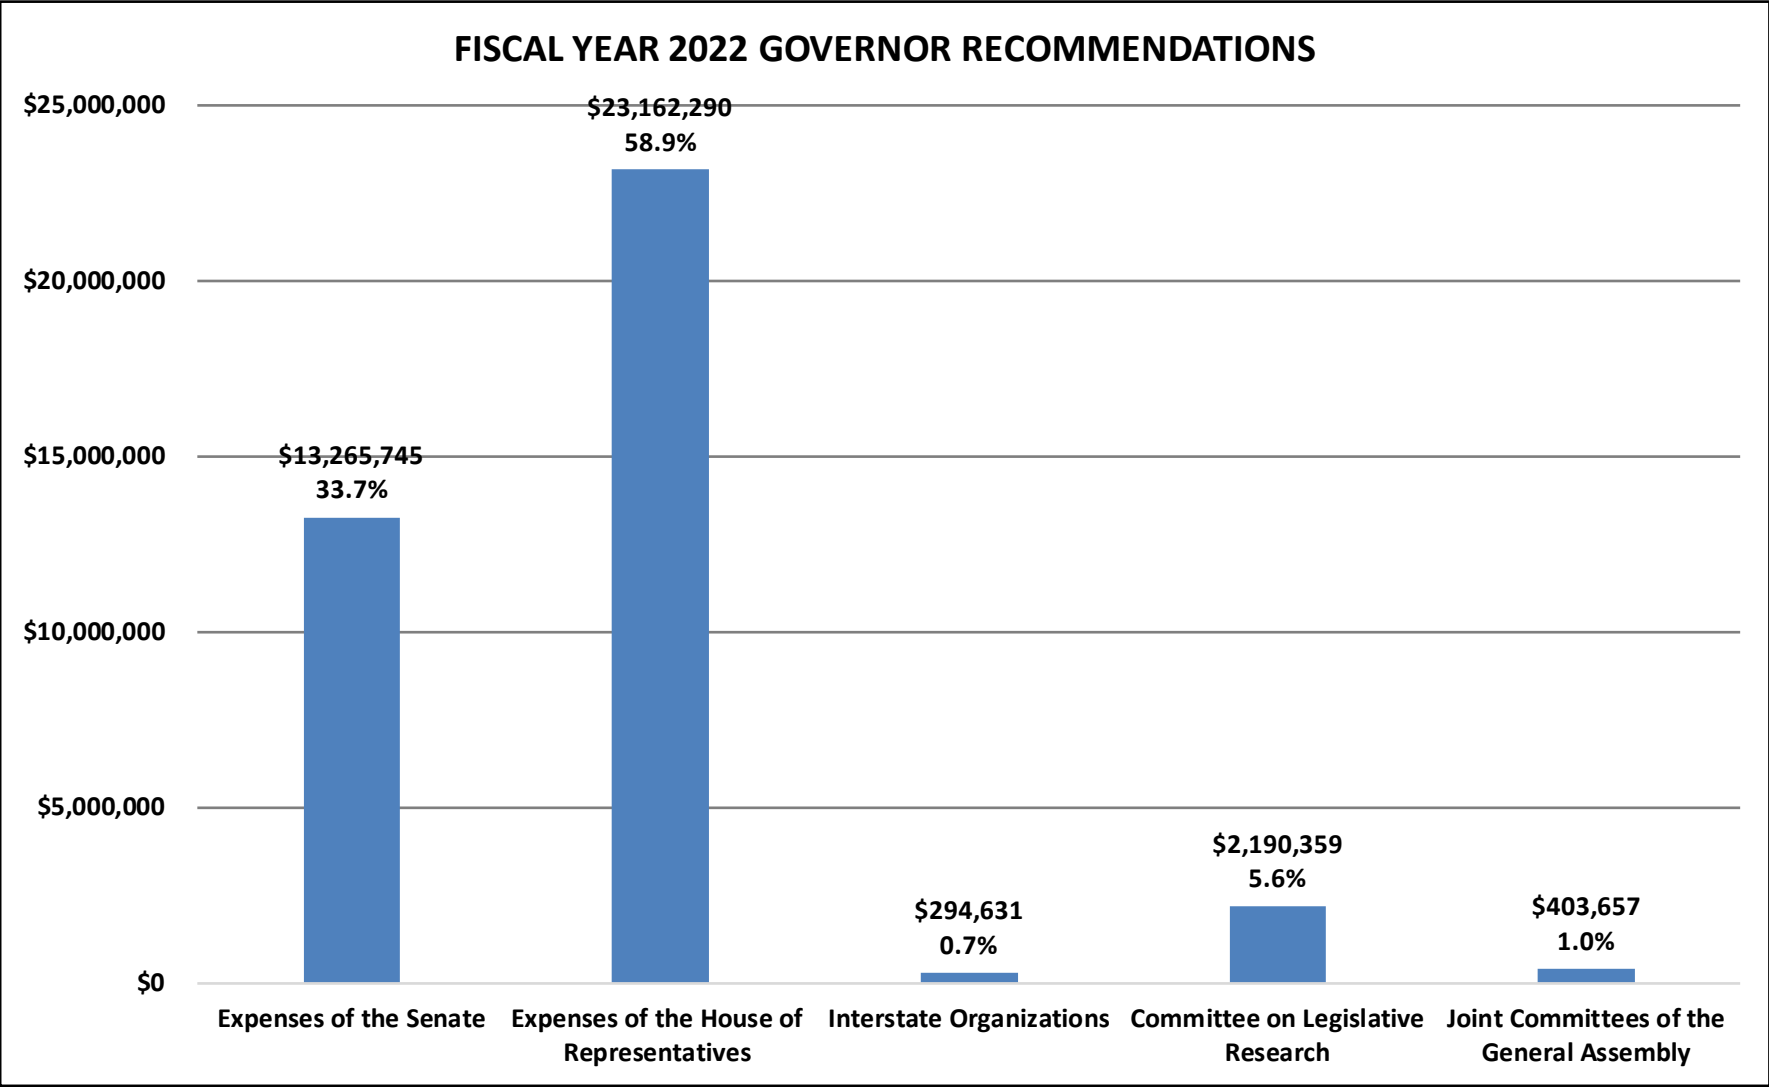 FISCAL YEAR 2022 GOVERNOR RECOMMENDATIONS
$25,000,000
$20,000,000
$15,000,000
$10,000,000
$5,000,000
$0
$13,265,745
33.7%
$23,162,290
58.9%
$294,631
0.7%
$2,190,359
5.6%
$403,657
1.0%
Expenses of the Senate
Expenses of the House of
Representatives
Interstate Organizations
Committee on Legislative
Research
Joint Committees of the
General Assembly